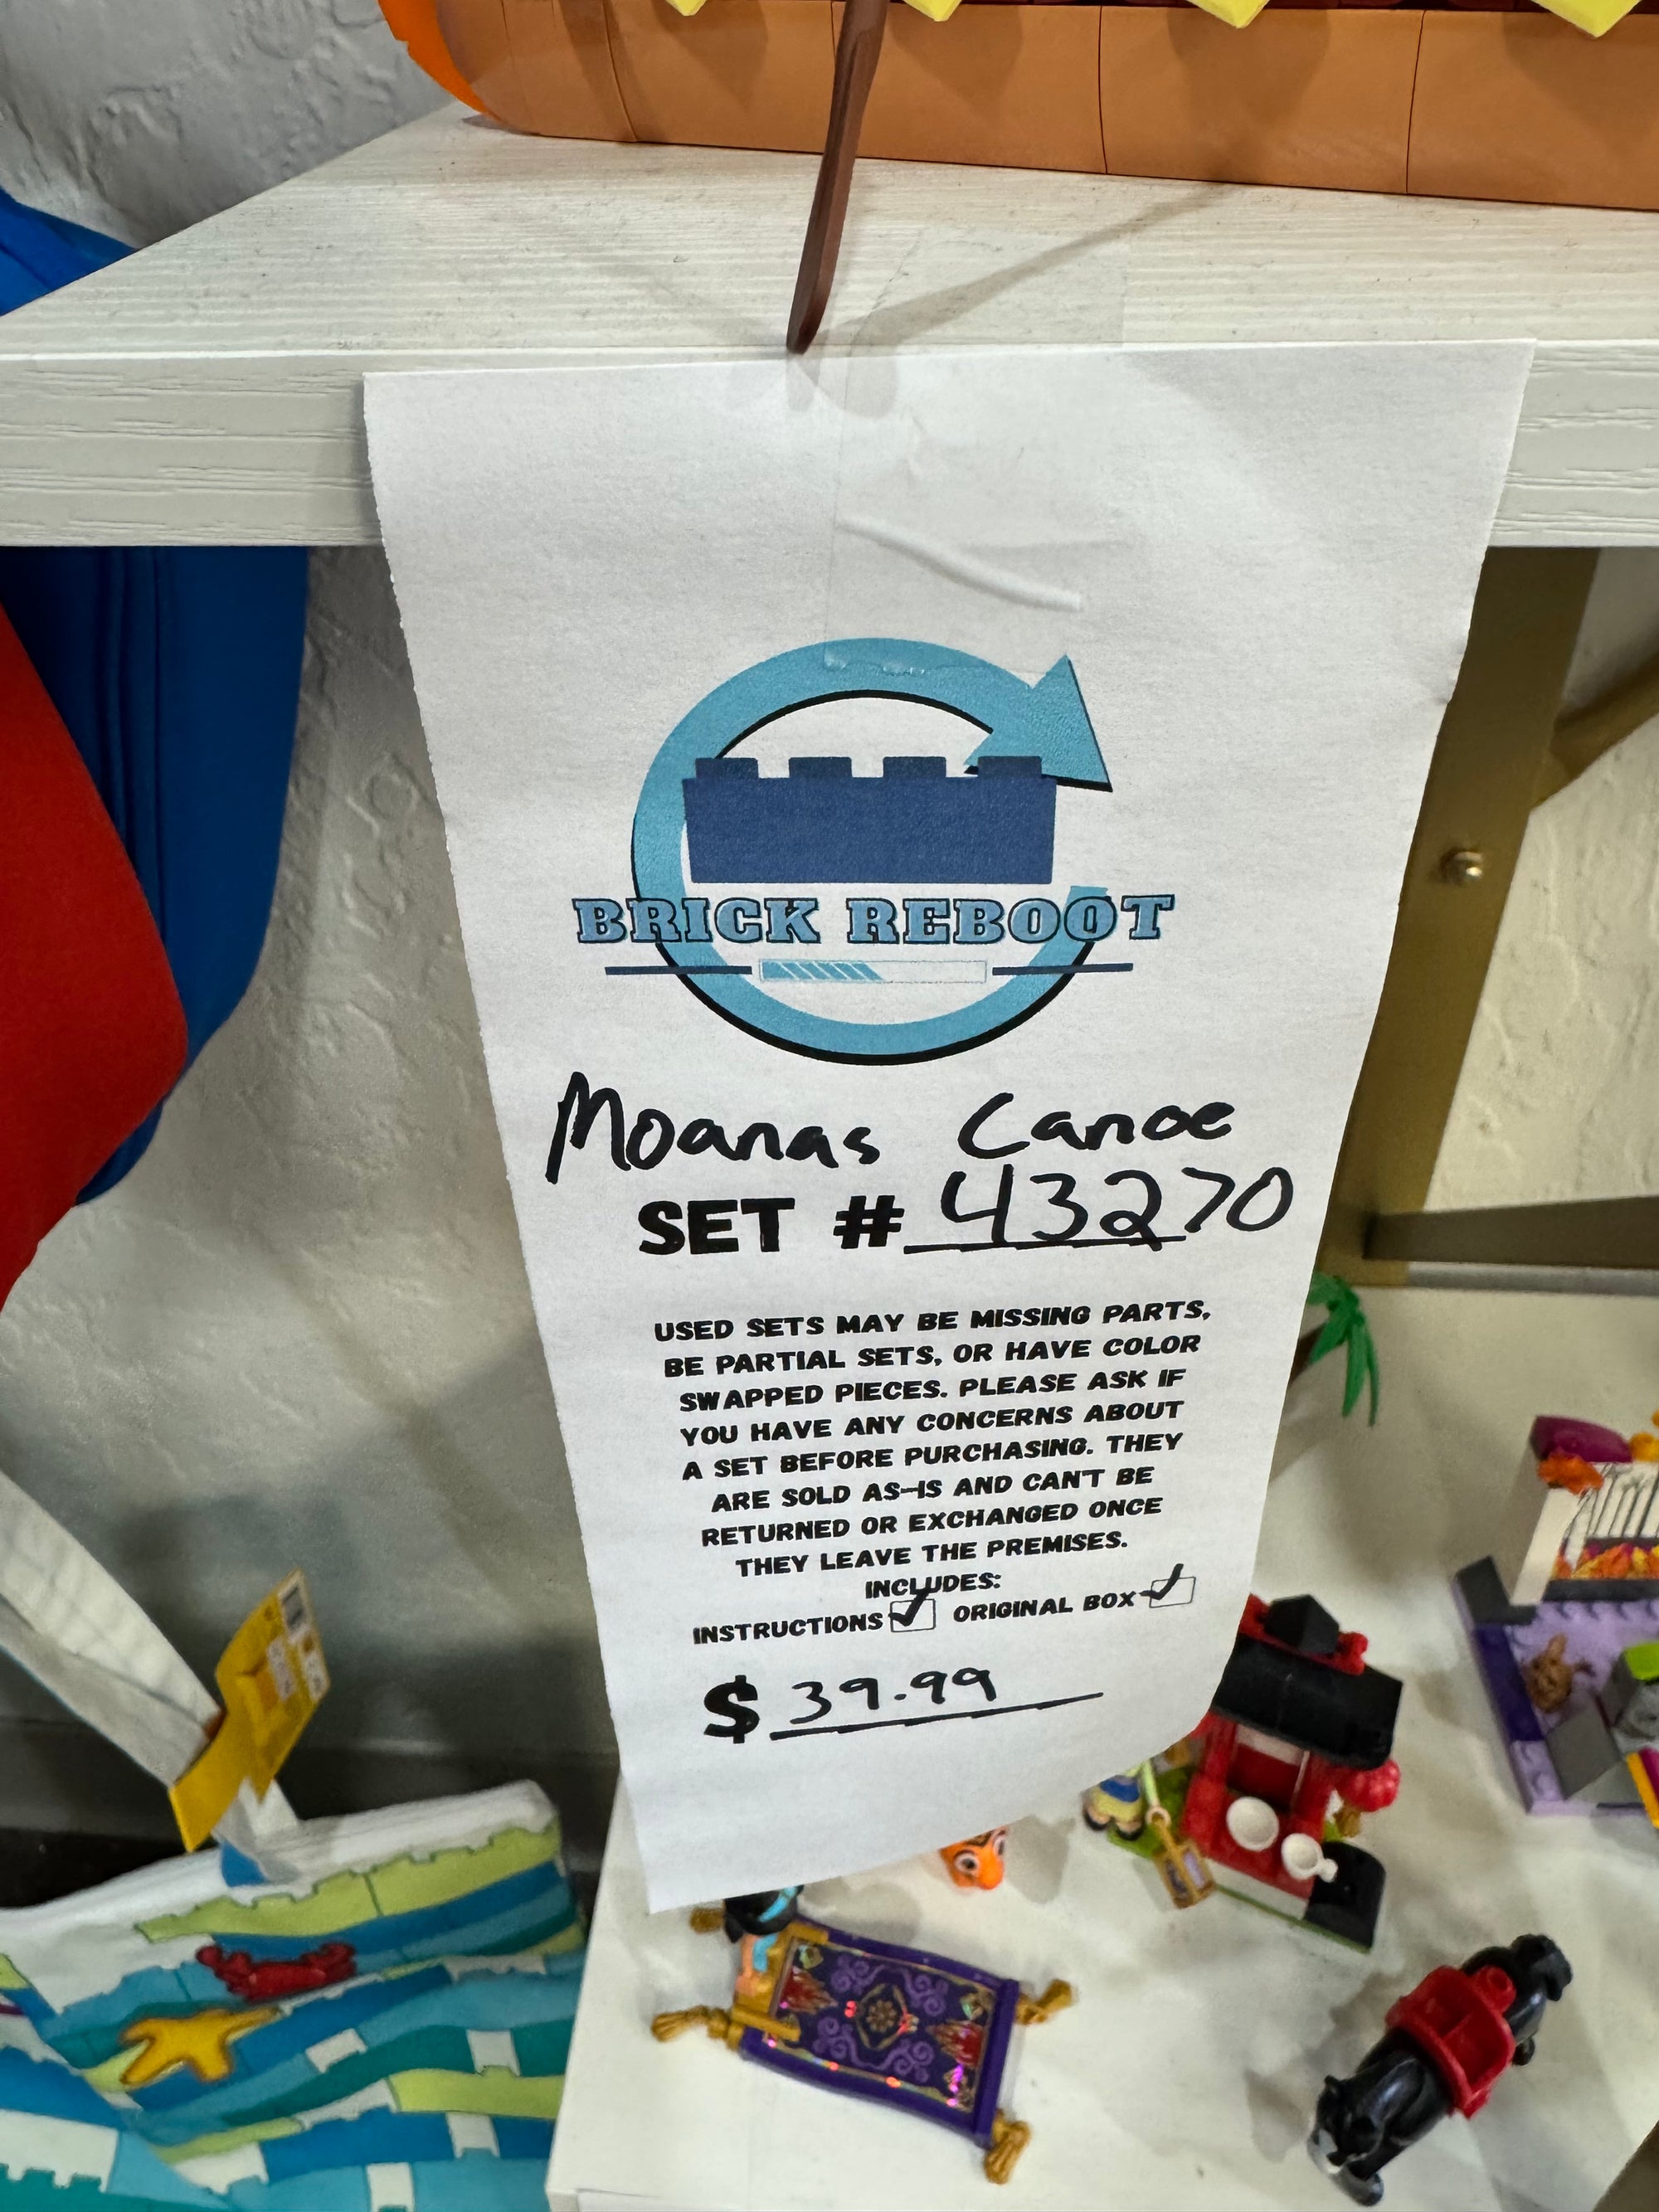 BRICK REBOOT
Moanas Canoe
SET # 43270
USED SETS MAY BE MISSING PARTS,
BE PARTIAL SETS, OR HAVE COLOR
SWAPPED PIECES. PLEASE ASK IF
YOU HAVE ANY CONCERNS ABOUT
A SET BEFORE PURCHASING. THEY
ARE SOLD AS-IS AND CAN'T BE
RETURNED OR EXCHANGED ONCE
THEY LEAVE THE PREMISES.
INCLUDES:
INSTRUCTIONS ORIGINAL BOX
$ 39.99